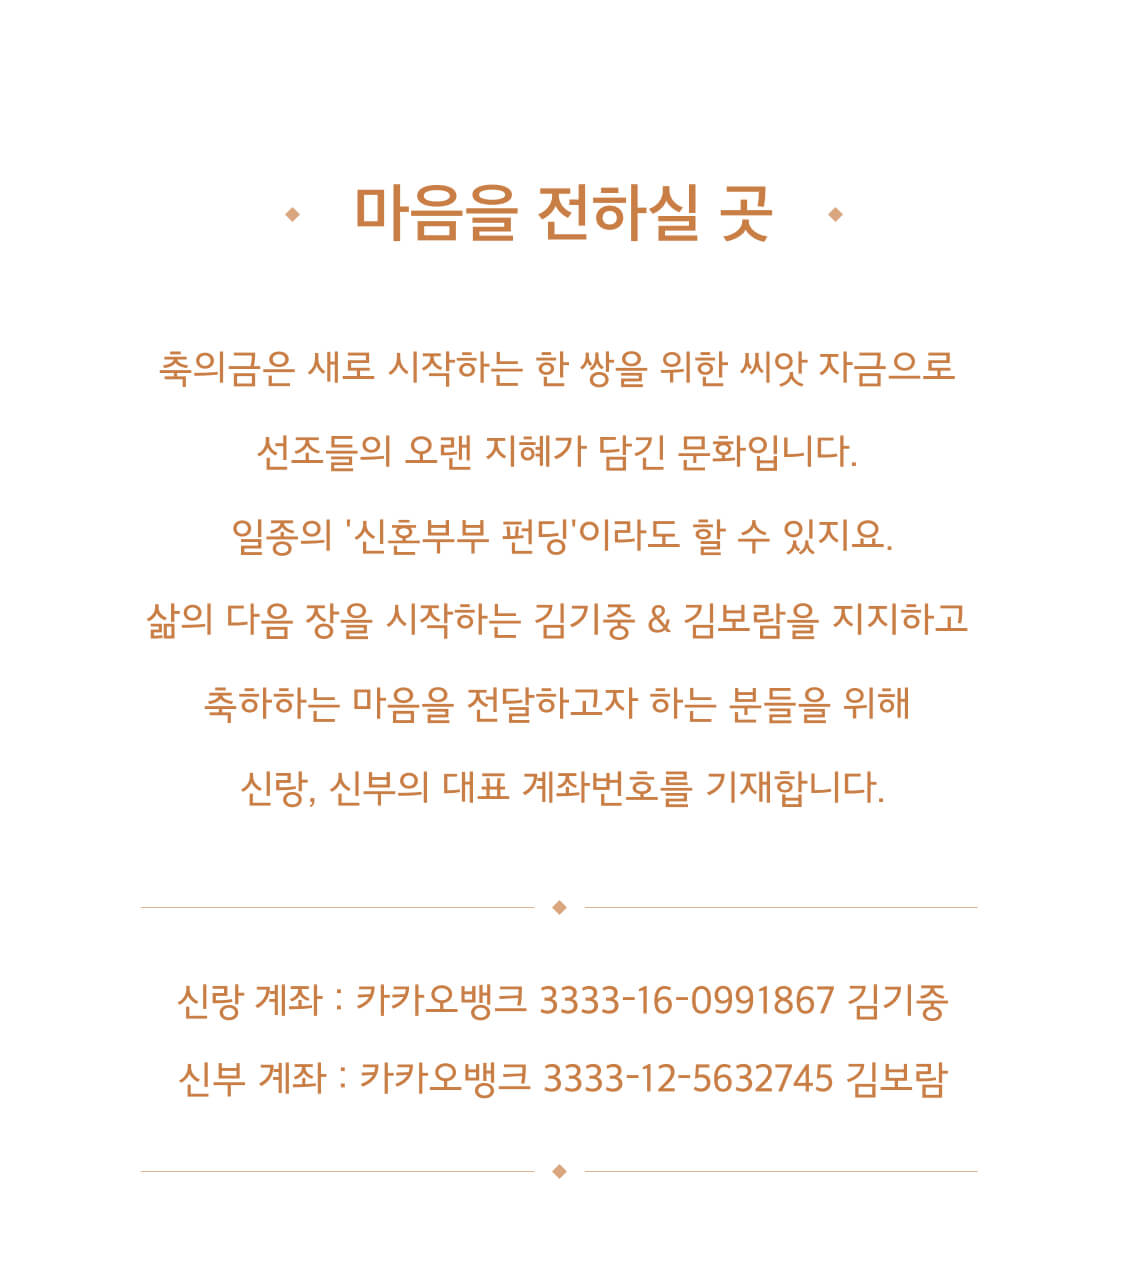 마음을 전하실 곳
축의금은 새로 시작하는 한 쌍을 위한 씨앗 자금으로
선조들의 오랜 지혜가 담긴 문화입니다.
일종의 '신혼부부 펀딩'이라도 할 수 있지요.
삶의 다음 장을 시작하는 김기중 & 김보람을 지지하고
축하하는 마음을 전달하고자 하는 분들을 위해
신랑, 신부의 대표 계좌번호를 기재합니다.
신랑 계좌 : 카카오뱅크 3333-16-0991867 김기중
신부 계좌 : 카카오뱅크 3333-12-5632745 김보람